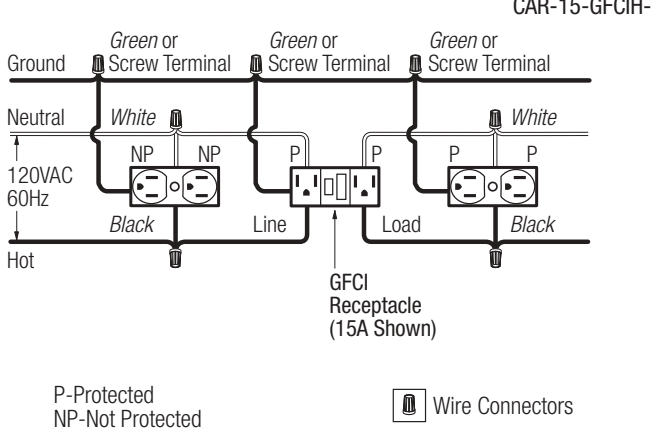 CAR-15-GFCIH-
Green or
Screw Terminal
Green or
Screw Terminal
Green or
Screw Terminal
Ground
Neutral
White
White
NP
NP
P
P
P
P
120VAC
60Hz
Black
Line
Load
Black
Hot
GFCI
Receptacle
(15A Shown)
P-Protected
NP-Not Protected
Wire Connectors